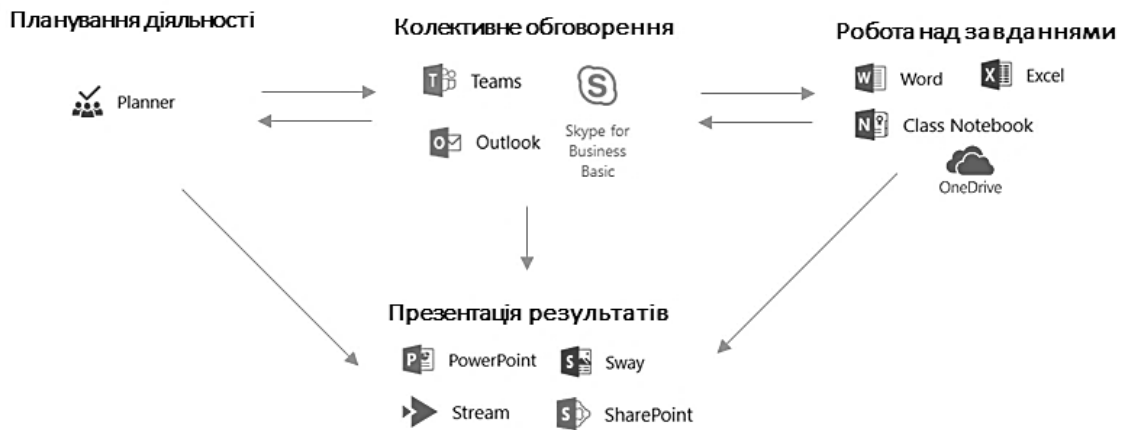 Планування діяльності
Колективне обговорення
Робота над завданнями
Planner
Teams
Outlook
Skype for
Business
Basic
Word
Excel
Class Notebook
OneDrive
Презентація результатів
PowerPoint
Sway
Stream
SharePoint